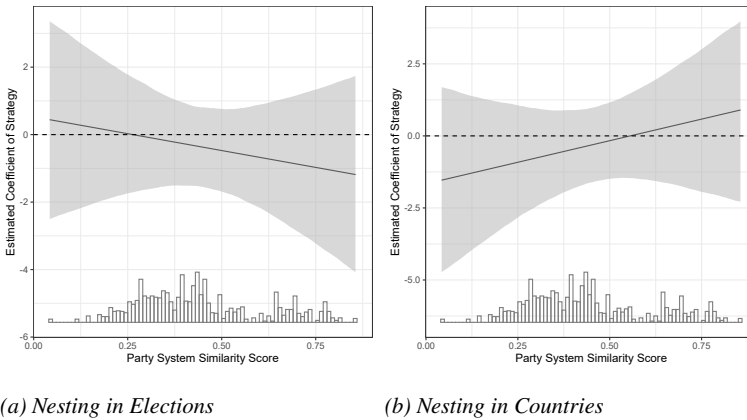 Estimated Coefficient of Strategy
2
0
-2
-4
-6
0.00 0.25 0.50 0.75
Party System Similarity Score
(a) Nesting in Elections
Estimated Coefficient of Strategy
2.5
0.0
-2.5
-5.0
0.00 0.25 0.50 0.75
Party System Similarity Score
(b) Nesting in Countries